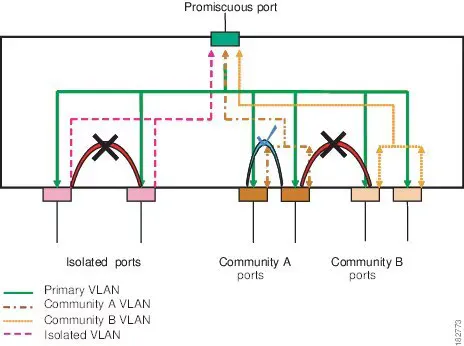 Promiscuous port
Isolated ports
Community A
ports
Community B
ports
Primary VLAN
Community A VLAN
Community B VLAN
Isolated VLAN
182773